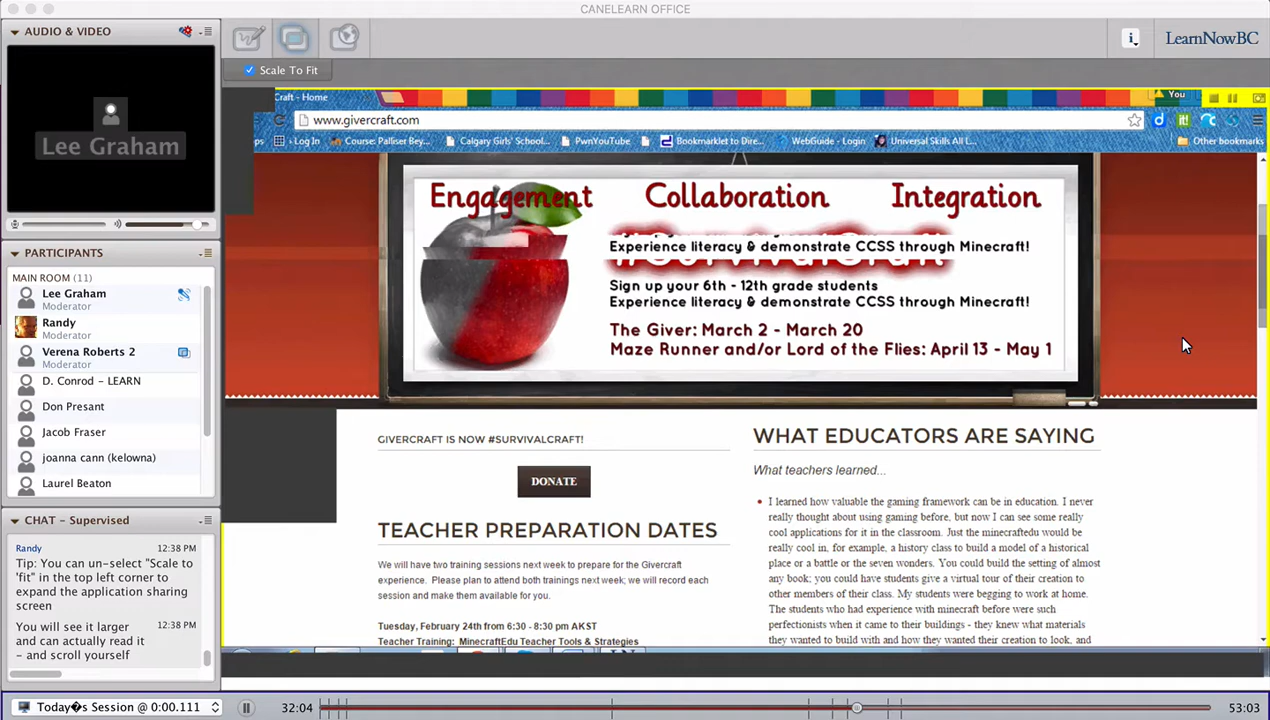 CANELEARN OFFICE
AUDIO & VIDEO
Lee Graham
PARTICIPANTS
MAIN ROOM (11)
Lee Graham
Moderator
Randy
Moderator
Verena Roberts 2
Moderator
D. Conrod - LEARN
Don Presant
Jacob Fraser
joanna cann (kelowna)
Laurel Beaton
CHAT - Supervised
Randy 12:38 PM
Tip: You can un-select "Scale to
fit" in the top left corner to
expand the application sharing
screen
You will see it larger 12:38 PM
and can actually read it
- and scroll yourself
i
LearnNowBC
Scale To Fit
Craft - Home
You
www.givercraft.com
ps
› Log In
Course: Palliser Bey...
Calgary Girls' School...
PwnYouTube
Bookmarklet to Dire...
WebGuide - Login
Universal Skills All I...
Other bookmarks
Engagement Collaboration Integration
Experience literacy & demonstrate CCSS through Minecraft!
Sign up your 6th - 12th grade students
Experience literacy & demonstrate CCSS through Minecraft!
The Giver: March 2 - March 20
Maze Runner and/or Lord of the Flies: April 13 - May 1
GIVERCRAFT IS NOW #SURVIVALCRAFT!
DONATE
TEACHER PREPARATION DATES
We will have two training sessions next week to prepare for the Givercraft
experience. Please plan to attend both trainings next week; we will record each
session and make them available for you.
Tuesday, February 24th from 6:30 - 8:30 pm AKST
Teacher Training: MinecraftEdu Teacher Tools & Strategies
WHAT EDUCATORS ARE SAYING
What teachers learned...
I learned how valuable the gaming framework can be in education. I never
really thought about using gaming before, but now I can see some really
cool applications for it in the classroom. Just the minecraftedu would be
really cool in, for example, a history class to build a model of a historical
place or a battle or the seven wonders. You could build the setting of almost
any book; you could have students give a virtual tour of their creation to
other members of their class. My students were begging to work at home.
The students who had experience with minecraft before were such
perfectionists when it came to their buildings - they knew what materials
they wanted to build with and how they wanted their creation to look, and
Today�s Session @ 0:00.111
32:04
53:03